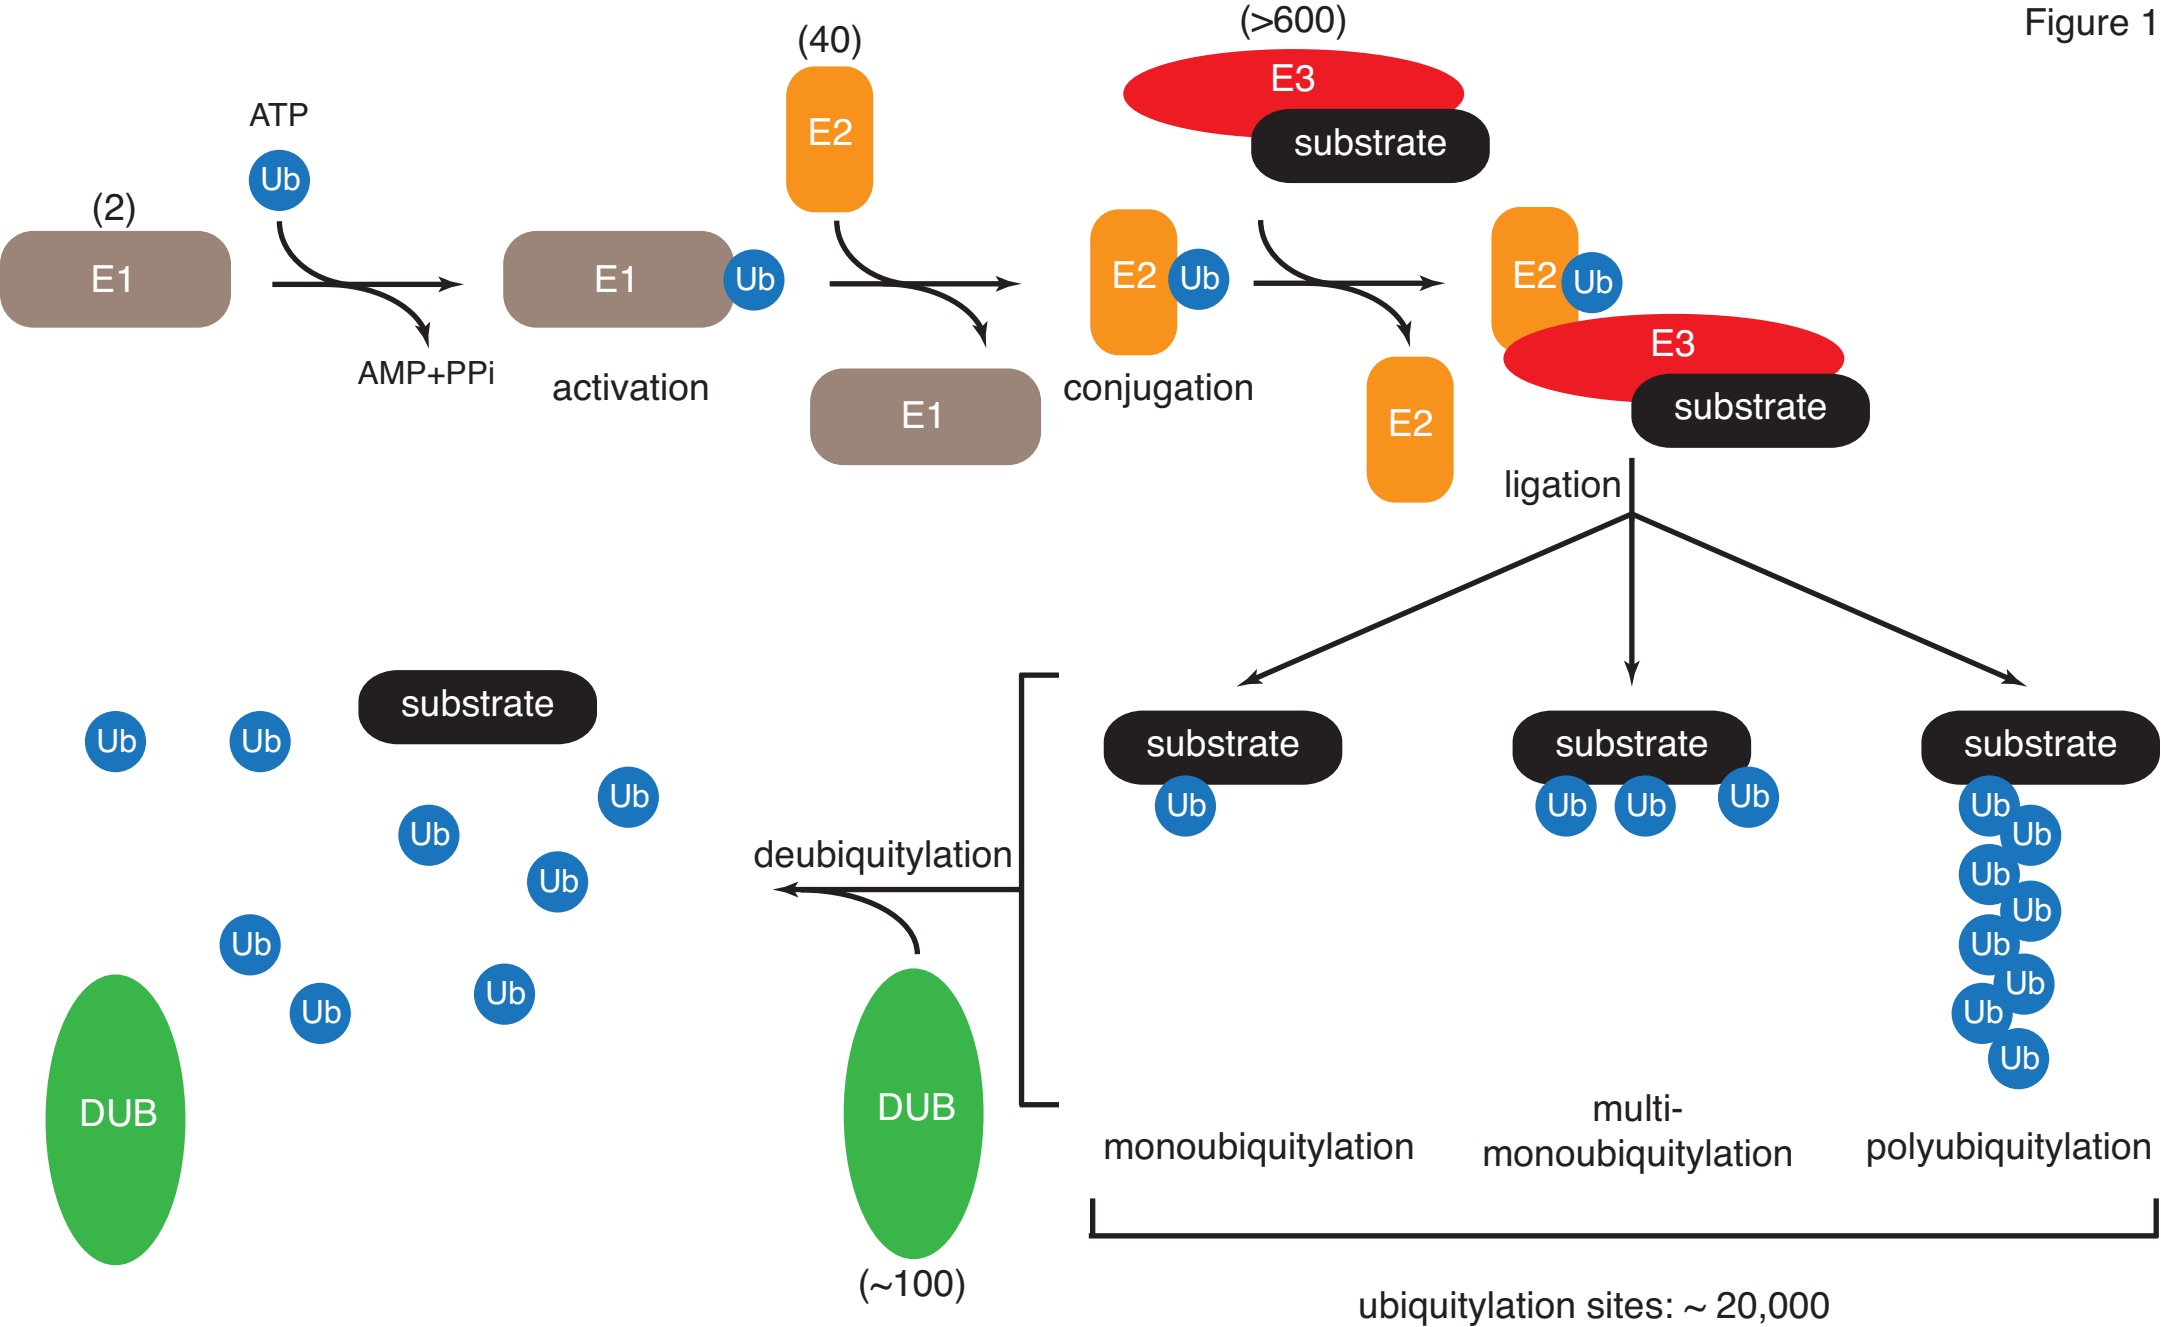 Figure 1
(>600)
E3
substrate
(40)
E2
ATP
Ub
(2)
E1
AMP+PPi
E1
Ub
activation
E1
E2
Ub
conjugation
E2
E2
Ub
E3
substrate
ligation
substrate
Ub
Ub
Ub
Ub
Ub
Ub
Ub
Ub
DUB
deubiquitylation
DUB
(~100)
substrate
Ub
monoubiquitylation
substrate
Ub
Ub
Ub
multi-
monoubiquitylation
substrate
Ub
Ub
Ub
Ub
Ub
Ub
Ub
Ub
polyubiquitylation
ubiquitylation sites: ~ 20,000